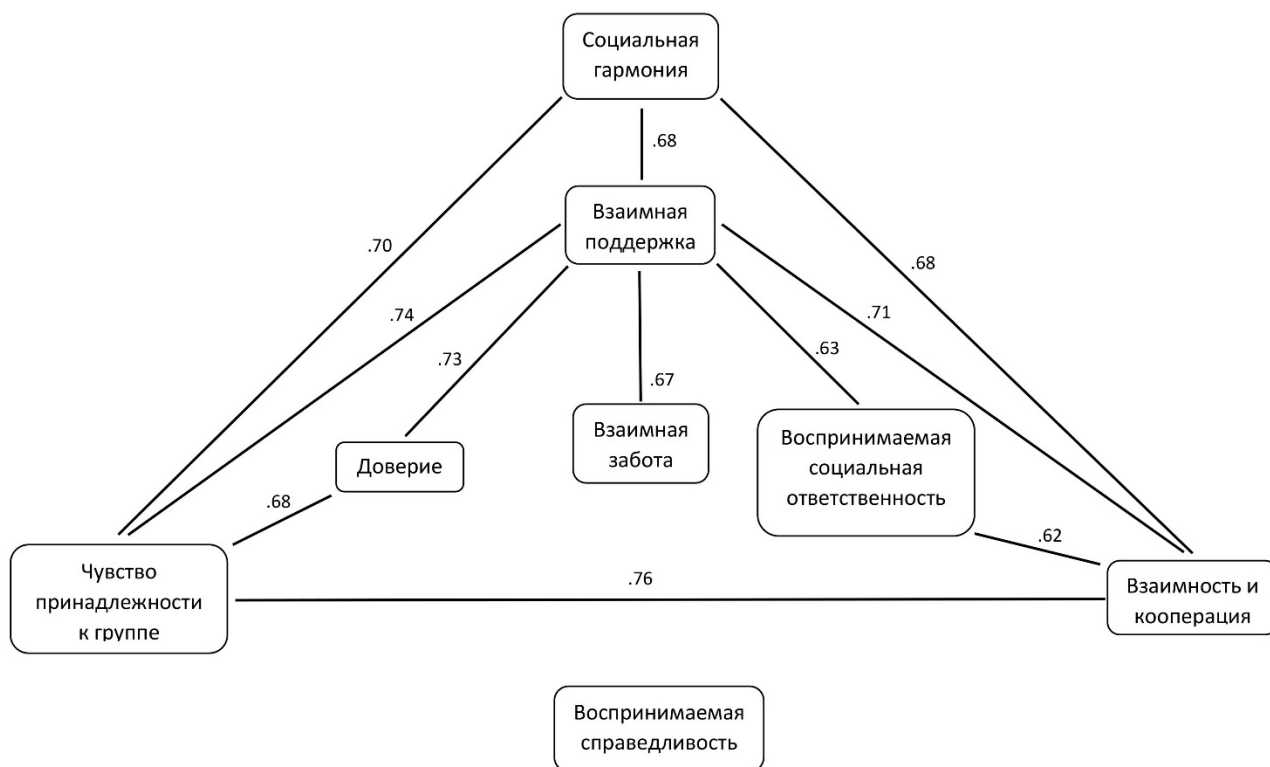 Социальная
гармония
.68
Взаимная
поддержка
.70
.68
.74
.71
.73
.63
.67
Взаимная
забота
Воспринимаемая
социальная
ответственность
Доверие
.68
.62
Чувство
принадлежности
к группе
.76
Взаимность и
кооперация
Воспринимаемая
справедливость